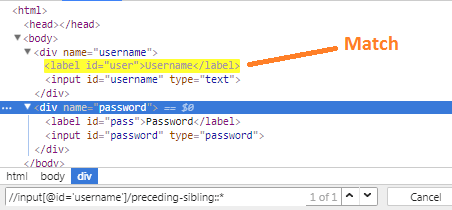 <html>
<head></head>
▼<body>
▼<div name="username">
<label id="user">Username</label>
Match
<input id="username" type="text">
</div>
... ▼<div name="password"> == $0
<label id="pass">Password</label>
<input id="password" type="password">
</div>
</body>
html body div
//input[@id='username']/preceding-sibling::* 1 of 1 Cancel